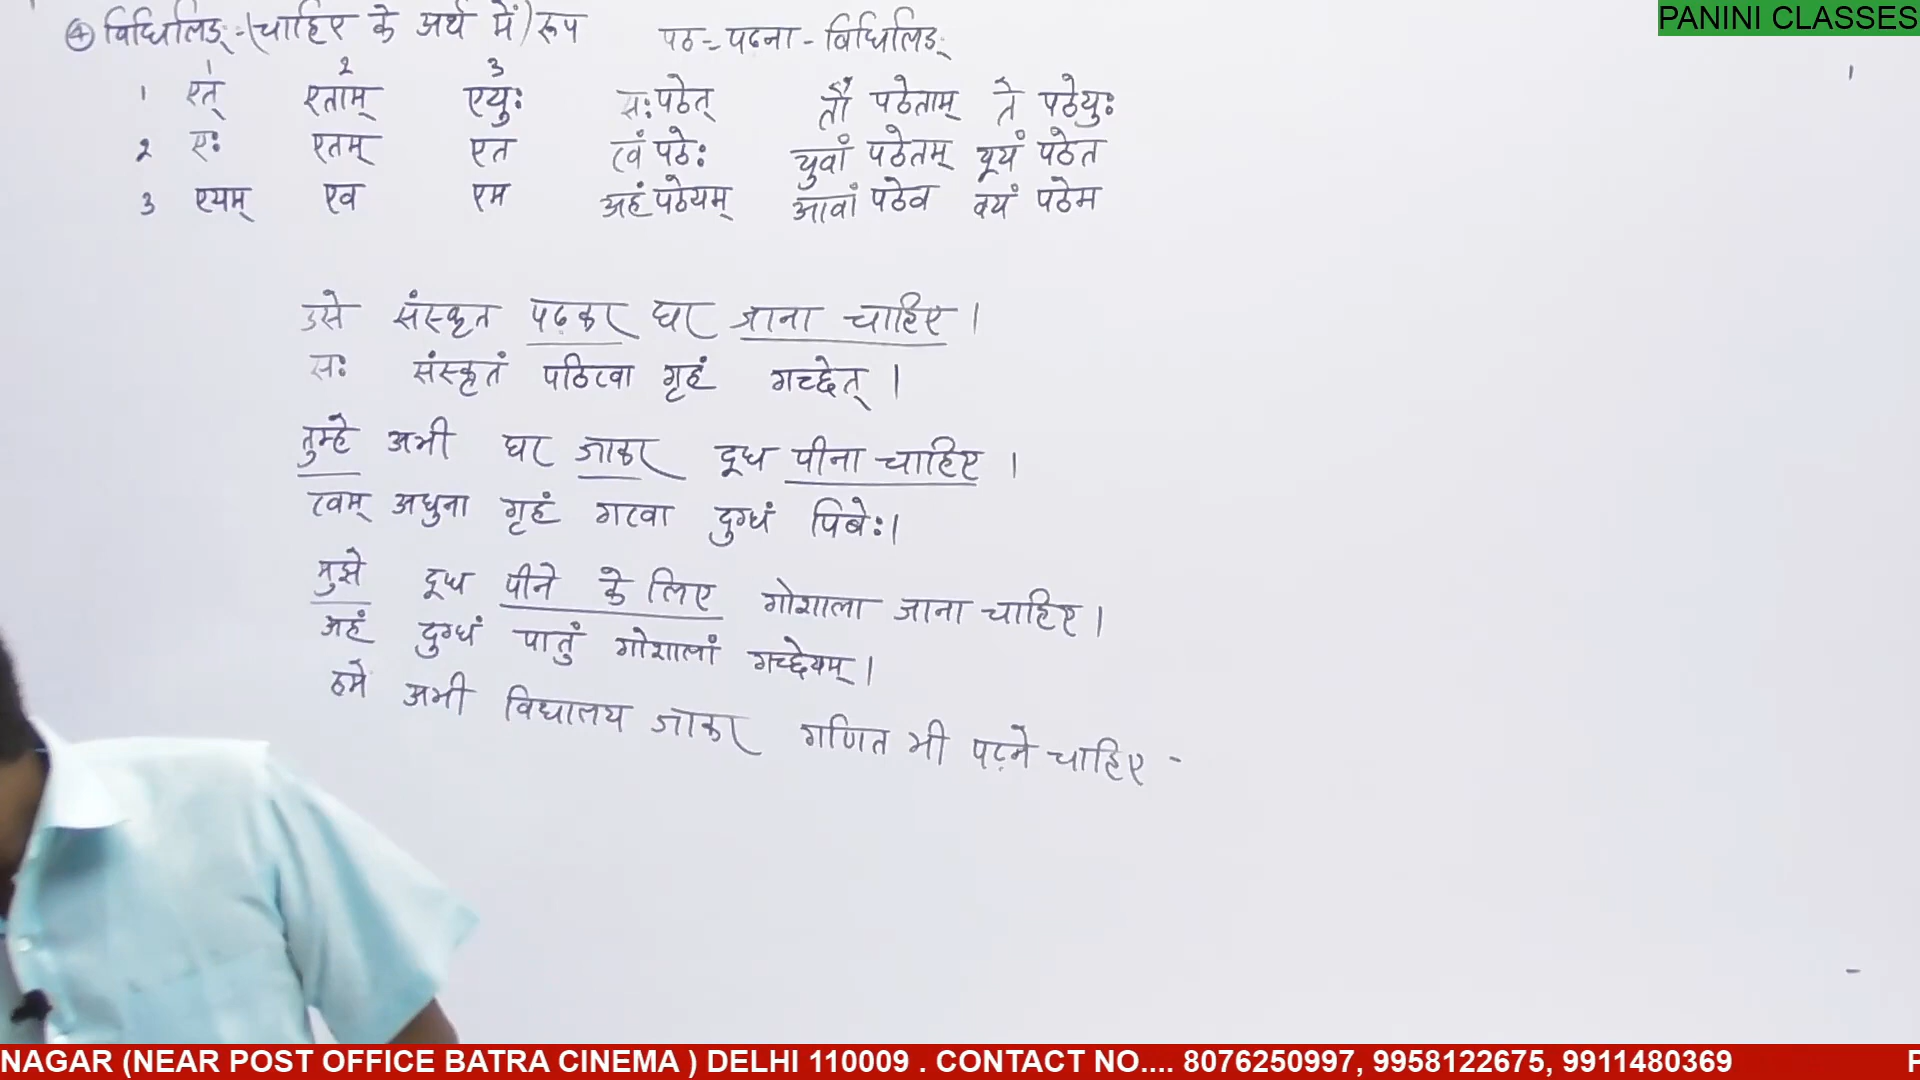 PANINI CLASSES
④ विधिलिङ्-(चाहिए के अर्थ में) रूप पठ = पढना - विधिलिङ्
1 2 3
1 एत् एताम् एयुः सः पठेत् तौ पठेताम् ते पठेयुः
2 एः एतम् एत त्वं पठेः युवां पठेतम् यूयं पठेत
3 एयम् एव एम अहं पठेयम् आवां पठेव वयं पठेम
उसे संस्कृत पढ़कर घर जाना चाहिए ।
सः संस्कृतं पठित्वा गृहं गच्छेत् ।
तुम्हे अभी घर जाकर दूध पीना चाहिए ।
त्वम् अधुना गृहं गत्वा दुग्धं पिबेः।
मुझे दूध पीने के लिए गोशाला जाना चाहिए ।
अहं दुग्धं पातुं गोशालां गच्छेयम् ।
हमे अभी विद्यालय जाकर गणित भी पढ़ने चाहिए -
NAGAR (NEAR POST OFFICE BATRA CINEMA ) DELHI 110009 . CONTACT NO.... 8076250997, 9958122675, 9911480369 P